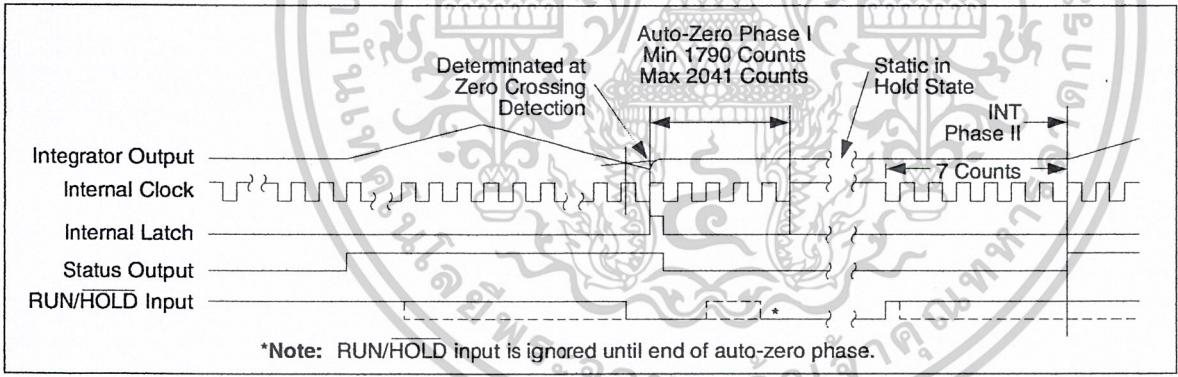 Auto-Zero Phase I
Min 1790 Counts
Max 2041 Counts
Determinated at
Zero Crossing
Detection
Static in
Hold State
INT
Phase II
Integrator Output
7 Counts
Internal Clock
Internal Latch
Status Output
RUN/HOLD Input
*
*Note: RUN/HOLD input is ignored until end of auto-zero phase.